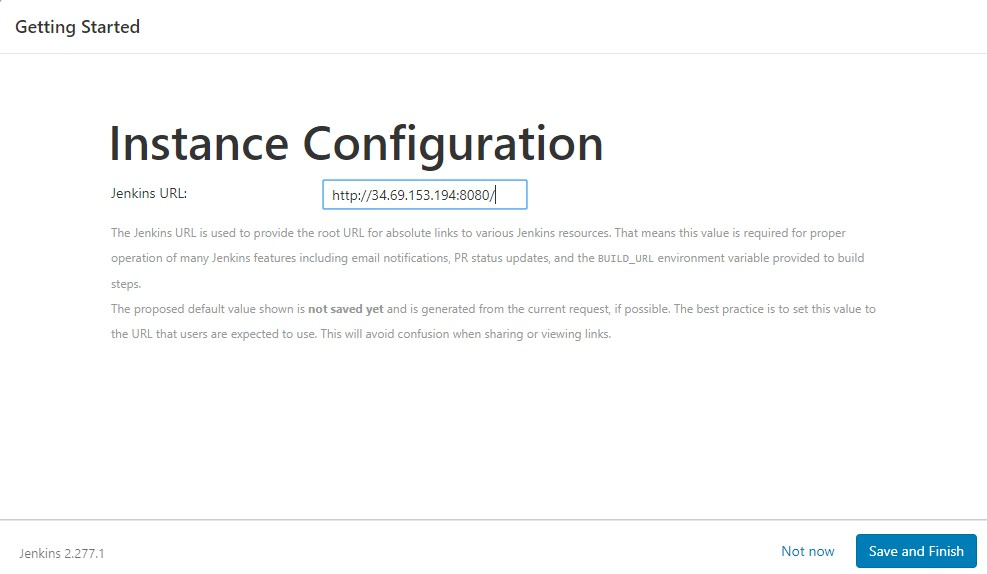 Getting Started
Instance Configuration
Jenkins URL: http://34.69.153.194:8080/
The Jenkins URL is used to provide the root URL for absolute links to various Jenkins resources. That means this value is required for proper
operation of many Jenkins features including email notifications, PR status updates, and the BUILD_URL environment variable provided to build
steps.
The proposed default value shown is not saved yet and is generated from the current request, if possible. The best practice is to set this value to
the URL that users are expected to use. This will avoid confusion when sharing or viewing links.
Jenkins 2.277.1 Not now Save and Finish